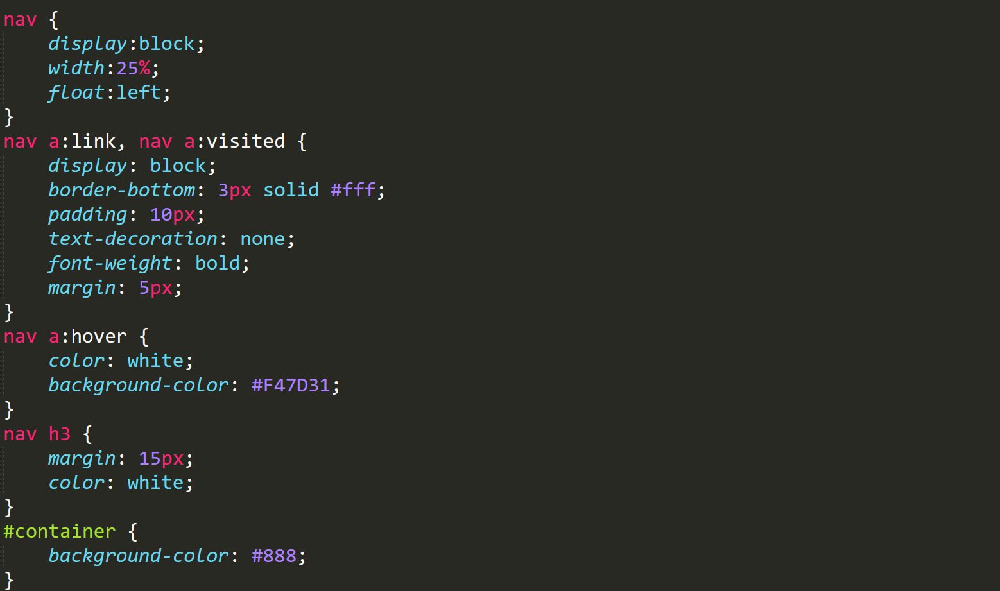 nav {
    display:block;
    width:25%;
    float:left;
}
nav a:link, nav a:visited {
    display: block;
    border-bottom: 3px solid #fff;
    padding: 10px;
    text-decoration: none;
    font-weight: bold;
    margin: 5px;
}
nav a:hover {
    color: white;
    background-color: #F47D31;
}
nav h3 {
    margin: 15px;
    color: white;
}
#container {
    background-color: #888;
}